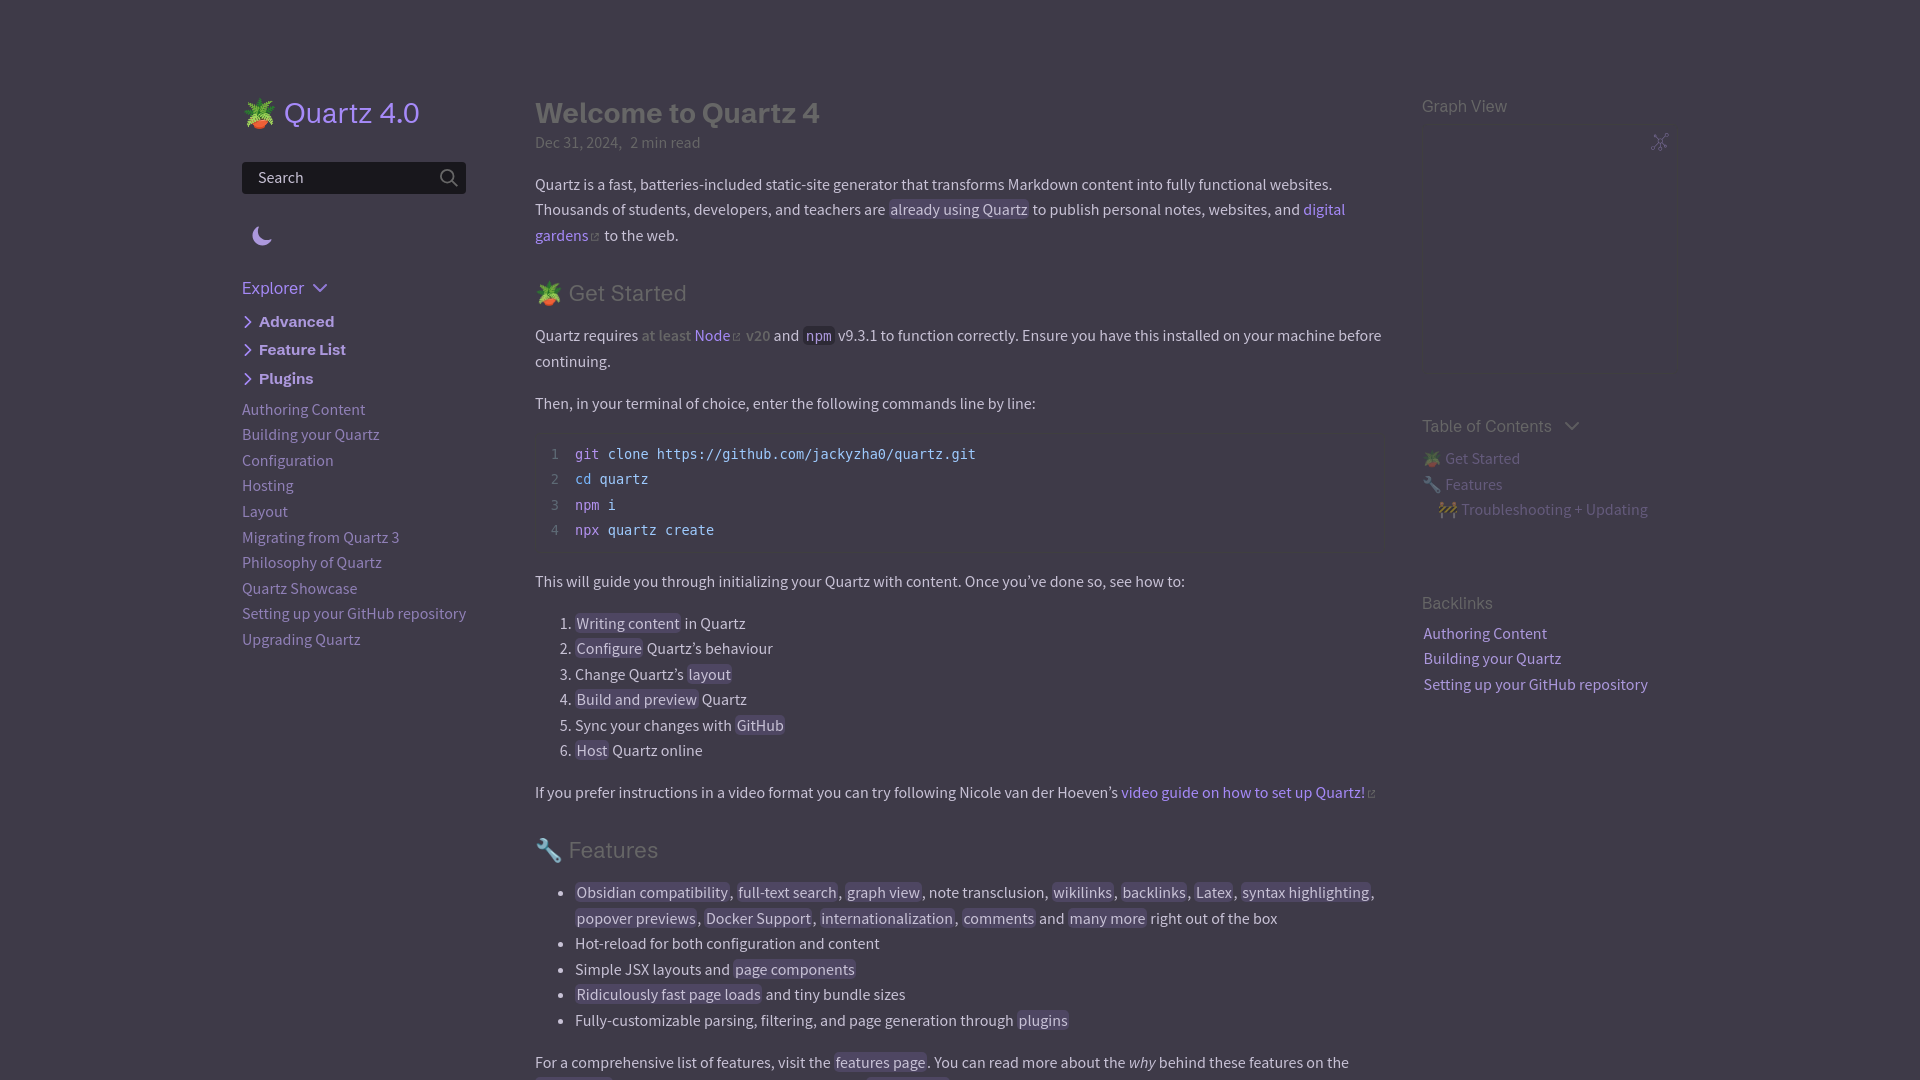 🪴 Quartz 4.0
Search
Explorer
Advanced
Feature List
Plugins
Authoring Content
Building your Quartz
Configuration
Hosting
Layout
Migrating from Quartz 3
Philosophy of Quartz
Quartz Showcase
Setting up your GitHub repository
Upgrading Quartz
Welcome to Quartz 4
Dec 31, 2024, 2 min read
Quartz is a fast, batteries-included static-site generator that transforms Markdown content into fully functional websites.
Thousands of students, developers, and teachers are already using Quartz to publish personal notes, websites, and digital
gardens to the web.
🪴 Get Started
Quartz requires at least Node v20 and npm v9.3.1 to function correctly. Ensure you have this installed on your machine before
continuing.
Then, in your terminal of choice, enter the following commands line by line:
1 git clone https://github.com/jackyzha0/quartz.git
2 cd quartz
3 npm i
4 npx quartz create
This will guide you through initializing your Quartz with content. Once you’ve done so, see how to:
1. Writing content in Quartz
2. Configure Quartz’s behaviour
3. Change Quartz’s layout
4. Build and preview Quartz
5. Sync your changes with GitHub
6. Host Quartz online
If you prefer instructions in a video format you can try following Nicole van der Hoeven’s video guide on how to set up Quartz!
🔧 Features
• Obsidian compatibility, full-text search, graph view, note transclusion, wikilinks, backlinks, Latex, syntax highlighting,
popover previews, Docker Support, internationalization, comments and many more right out of the box
• Hot-reload for both configuration and content
• Simple JSX layouts and page components
• Ridiculously fast page loads and tiny bundle sizes
• Fully-customizable parsing, filtering, and page generation through plugins
For a comprehensive list of features, visit the features page. You can read more about the why behind these features on the
Graph View
Table of Contents
🪴 Get Started
🔧 Features
🚧 Troubleshooting + Updating
Backlinks
Authoring Content
Building your Quartz
Setting up your GitHub repository